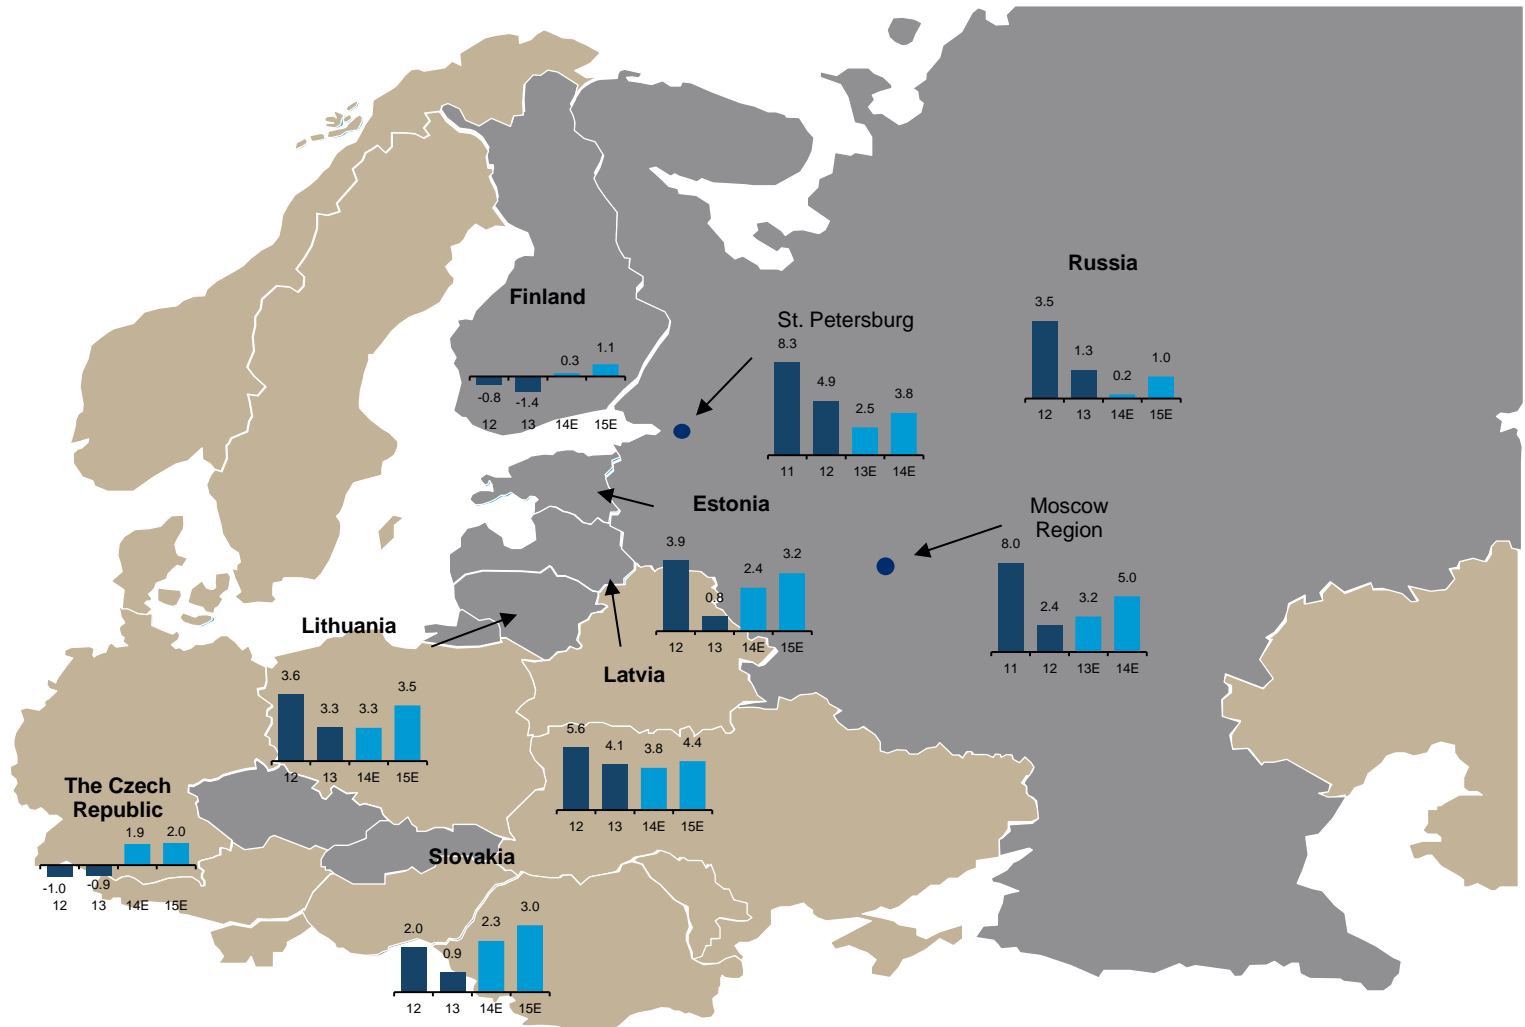 Russia
3.5
1.3
0.2
1.0
12
13
14E
15E
Finland
0.3
1.1
-0.8
-1.4
12
13
14E
15E
St. Petersburg
8.3
4.9
2.5
3.8
11
12
13E
14E
Estonia
3.9
0.8
2.4
3.2
12
13
14E
15E
Moscow
Region
8.0
2.4
3.2
5.0
11
12
13E
14E
Lithuania
3.6
3.3
3.3
3.5
12
13
14E
15E
Latvia
5.6
4.1
3.8
4.4
12
13
14E
15E
The Czech
Republic
1.9
2.0
-1.0
-0.9
12
13
14E
15E
Slovakia
2.0
0.9
2.3
3.0
12
13
14E
15E